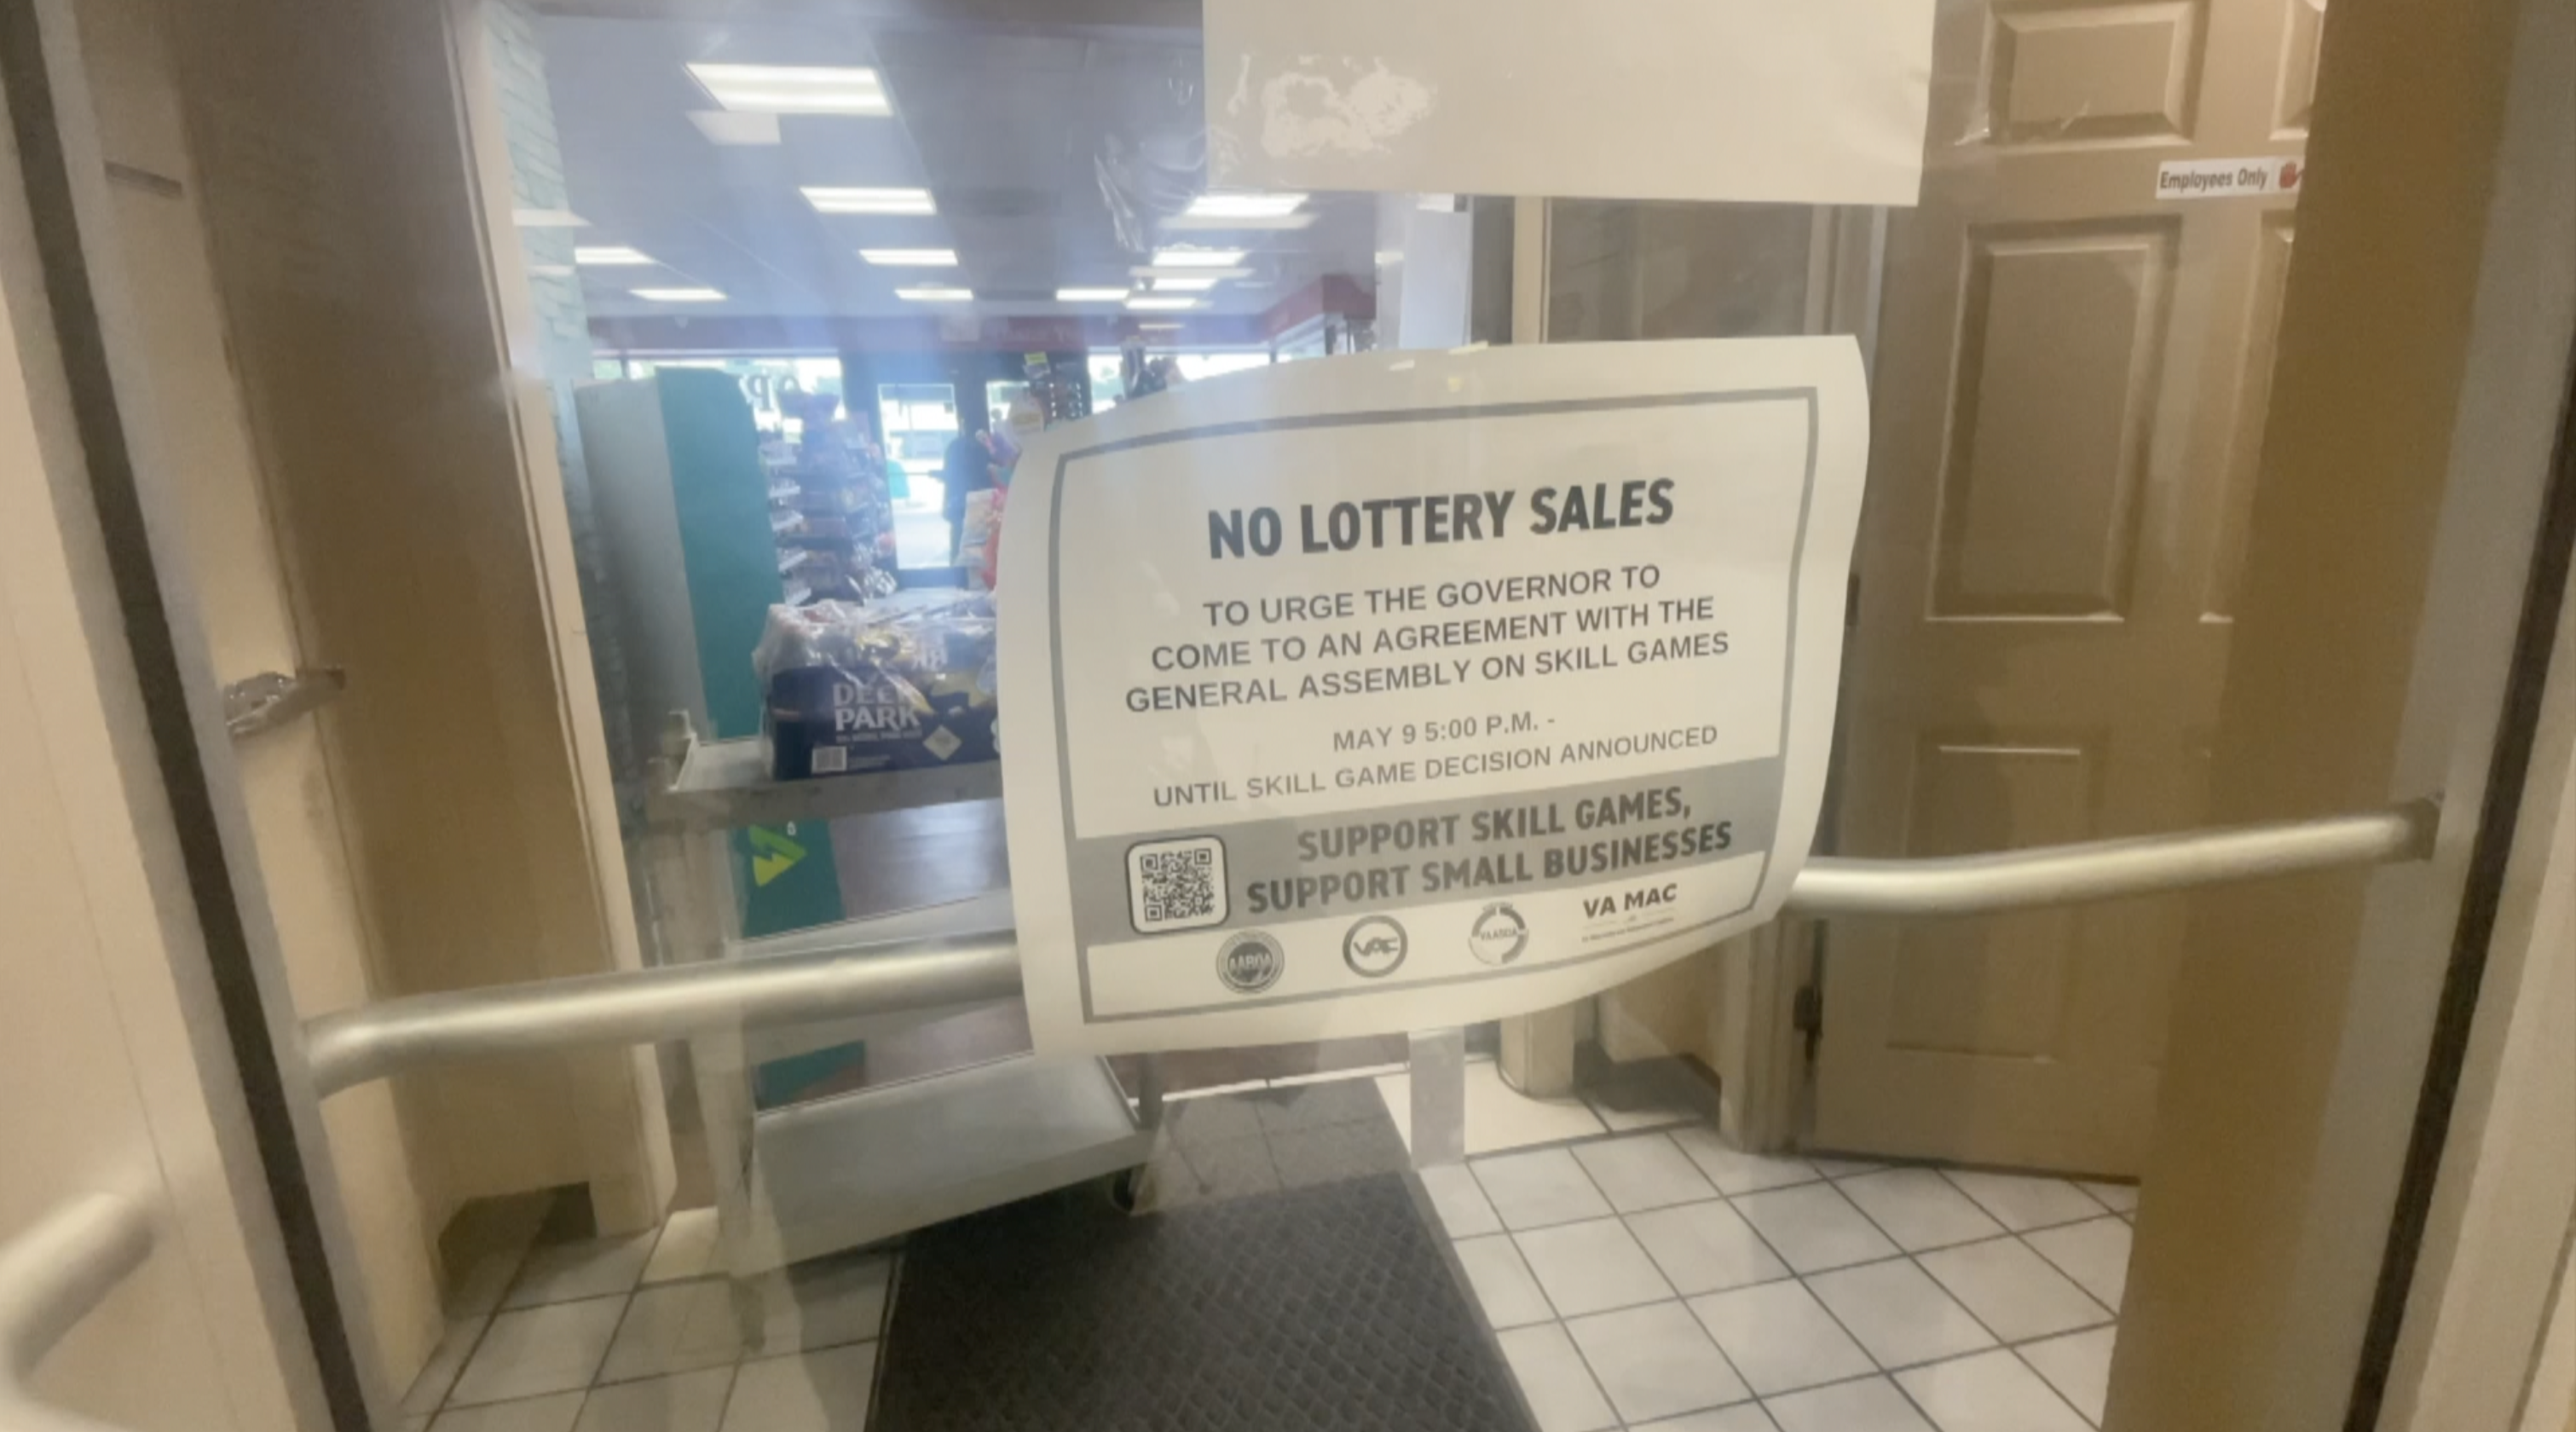 Employees Only
NO LOTTERY SALES
TO URGE THE GOVERNOR TO
COME TO AN AGREEMENT WITH THE
GENERAL ASSEMBLY ON SKILL GAMES
MAY 9 5:00 P.M. -
UNTIL SKILL GAME DECISION ANNOUNCED
SUPPORT SKILL GAMES,
SUPPORT SMALL BUSINESSES
AABOA
VAC
VA MAC
DEER
PARK